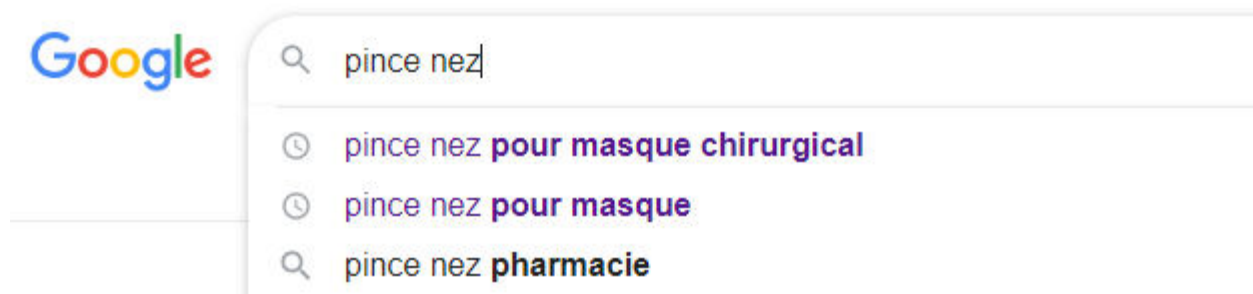 Google
pince nez
pince nez pour masque chirurgical
pince nez pour masque
pince nez pharmacie